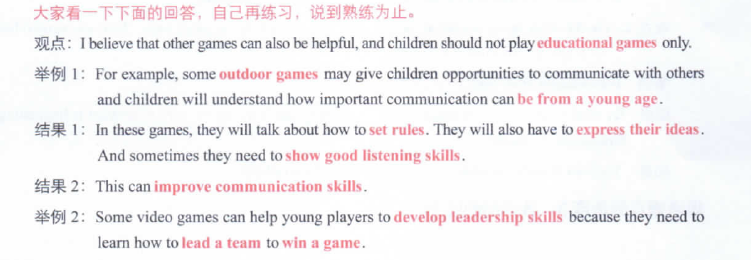 大家看一下下面的回答，自己再练习，说到熟练为止。
观点：I believe that other games can also be helpful, and children should not play educational games only.
举例 1：For example, some outdoor games may give children opportunities to communicate with others
and children will understand how important communication can be from a young age.
结果 1：In these games, they will talk about how to set rules. They will also have to express their ideas.
And sometimes they need to show good listening skills.
结果 2：This can improve communication skills.
举例 2：Some video games can help young players to develop leadership skills because they need to
learn how to lead a team to win a game.